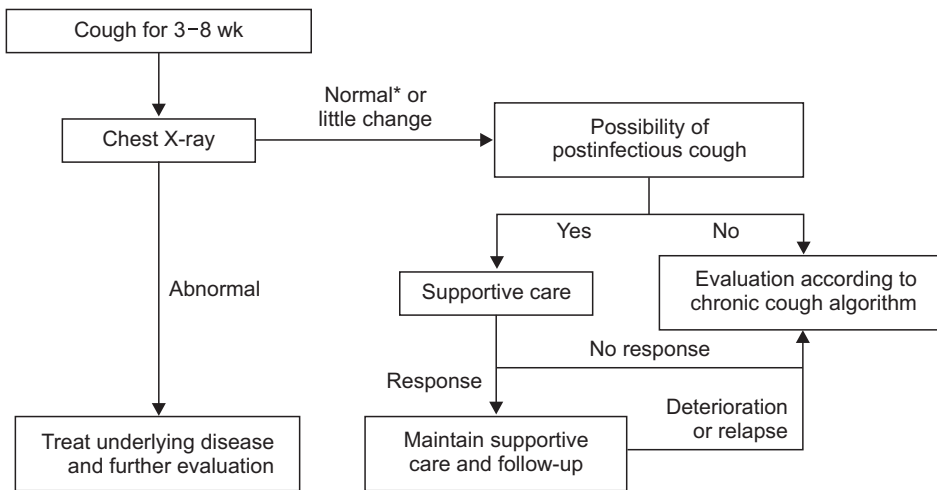 Cough for 3−8 wk
Normal* or
little change
Chest X-ray
Possibility of
postinfectious cough
Yes
No
Abnormal
Supportive care
Evaluation according to
chronic cough algorithm
No response
Response
Deterioration
or relapse
Treat underlying disease
and further evaluation
Maintain supportive
care and follow-up